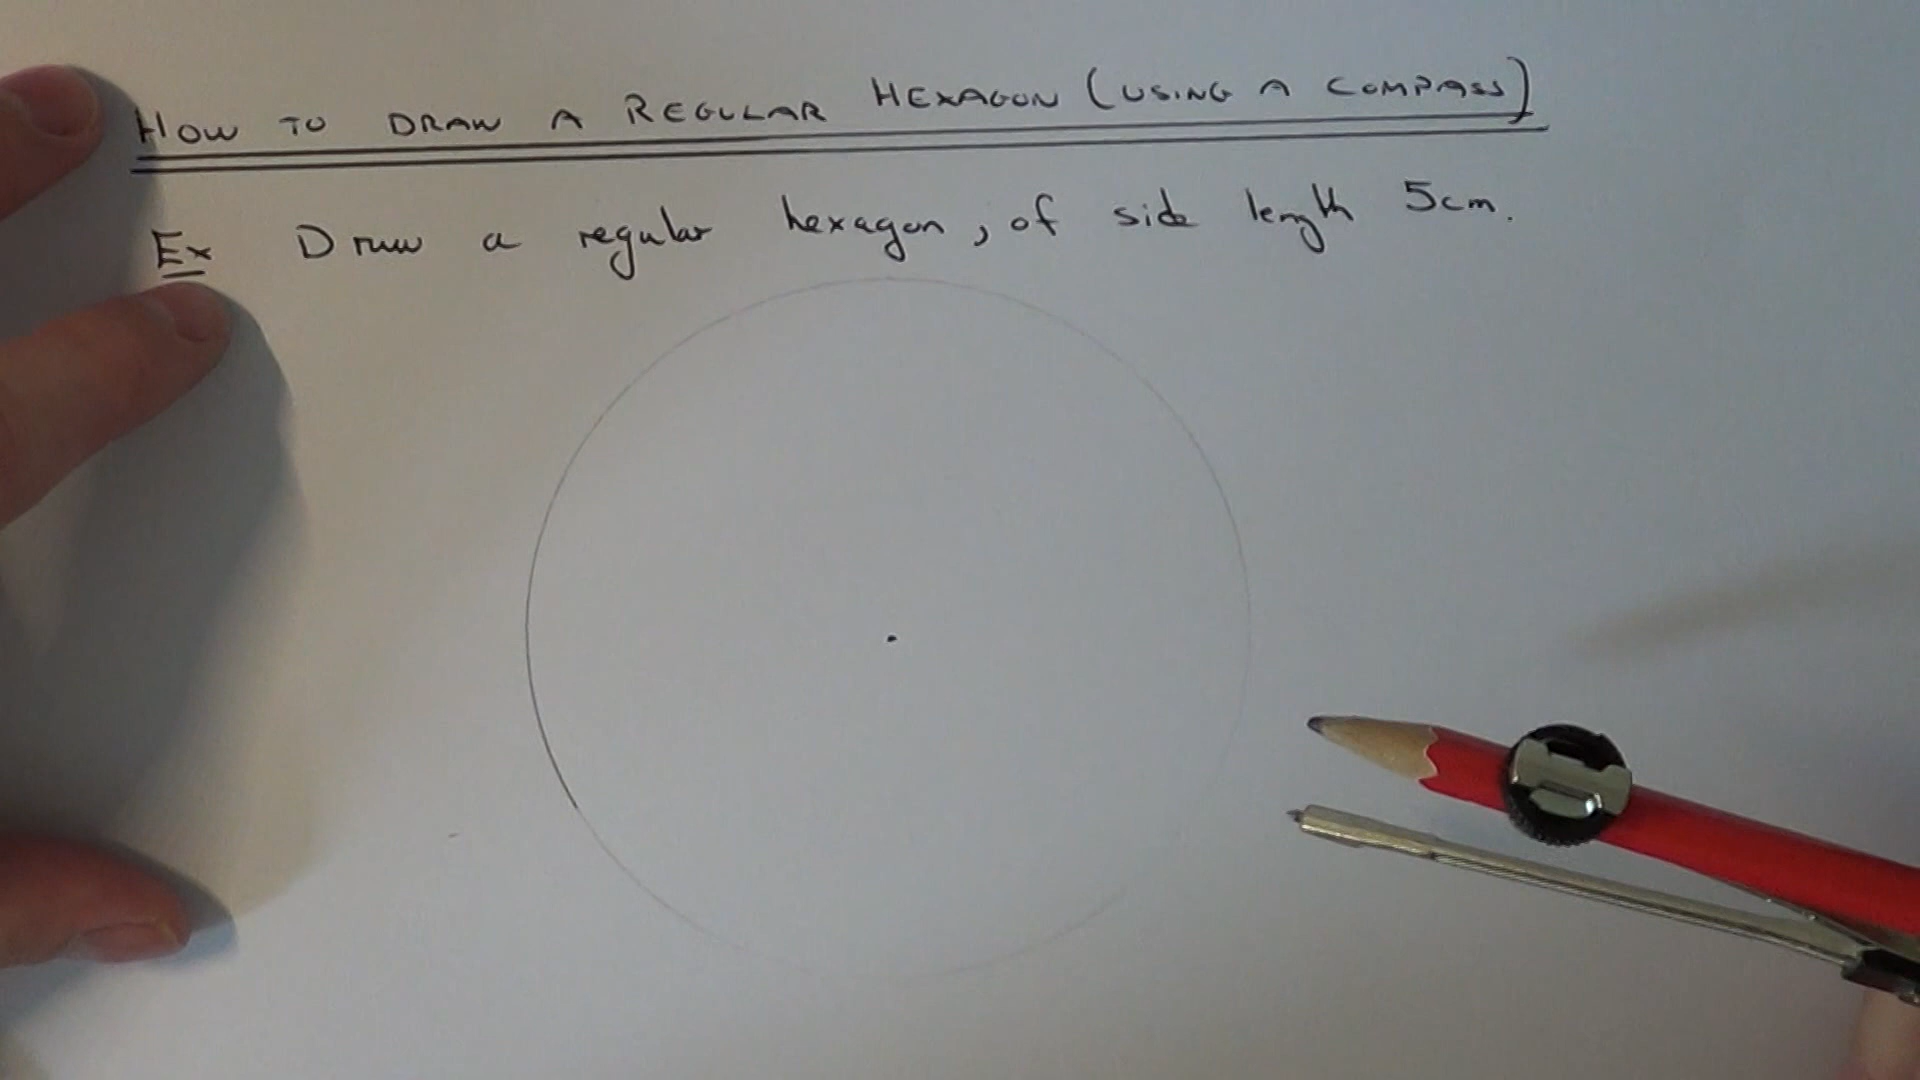 HOW TO DRAW A REGULAR HEXAGON (USING A COMPASS)
Ex Draw a regular hexagon, of side length 5cm.